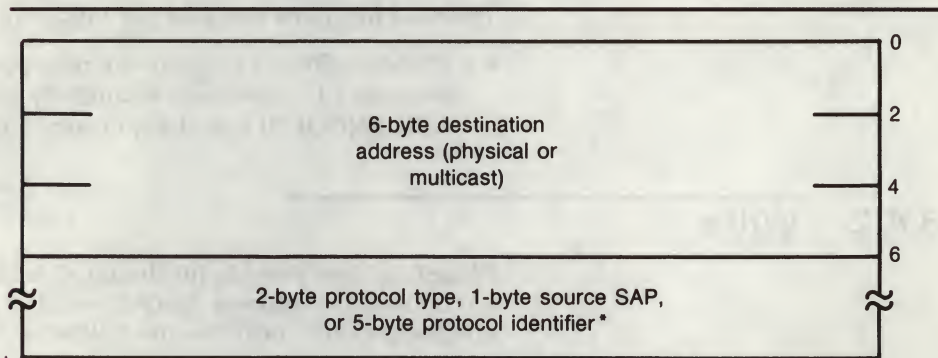 0
2
6-byte destination
address (physical or
multicast)
4
6
2-byte protocol type, 1-byte source SAP,
or 5-byte protocol identifier*